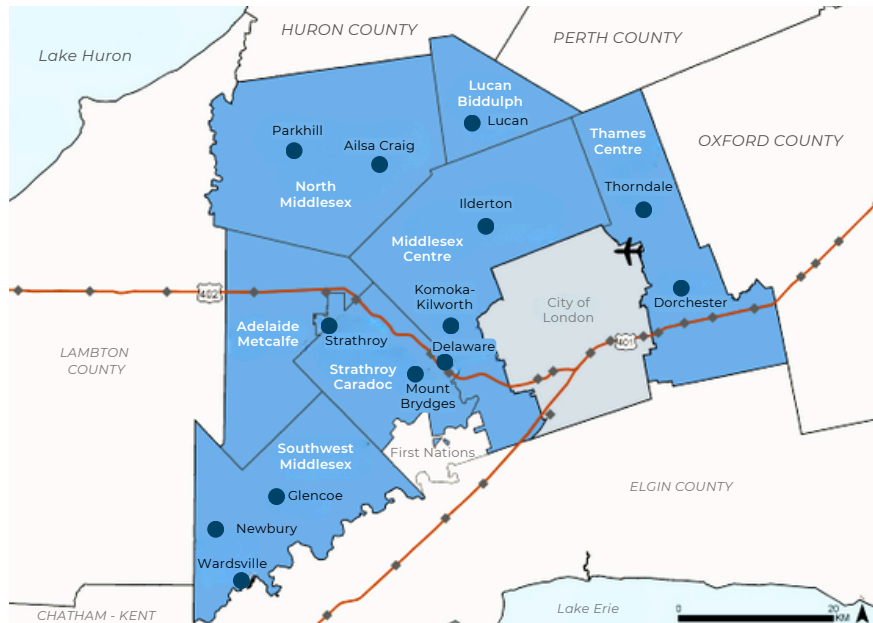 HURON COUNTY
PERTH COUNTY
Lake Huron
Lucan
Biddulph
Lucan
Thames
Centre
OXFORD COUNTY
Parkhill
Ailsa Craig
North
Middlesex
Thorndale
Ilderton
Middlesex
Centre
Komoka-
Kilworth
City of
London
Dorchester
402
Adelaide
Metcalfe
Strathroy
Delaware
401
LAMBTON
COUNTY
Strathroy
Caradoc
Mount
Brydges
Southwest
Middlesex
First Nations
Glencoe
ELGIN COUNTY
Newbury
Wardsville
CHATHAM - KENT
Lake Erie
0
20
KM